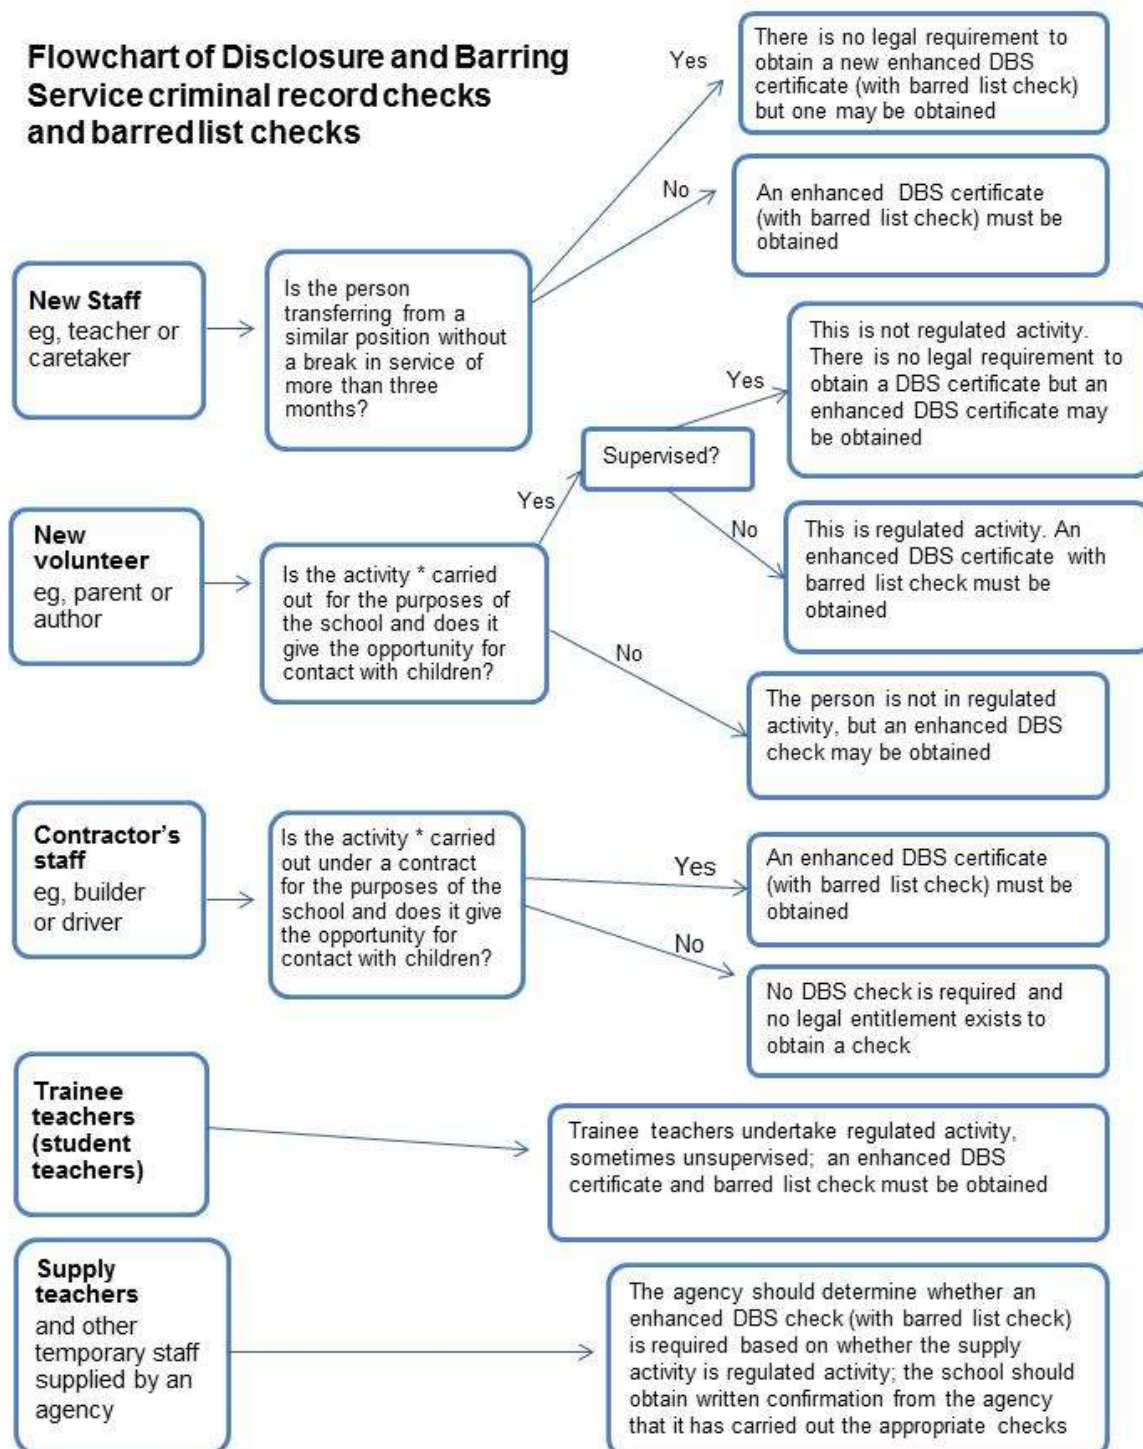 Flowchart of Disclosure and Barring
Service criminal record checks
and barred list checks
Yes
There is no legal requirement to
obtain a new enhanced DBS
certificate (with barred list check)
but one may be obtained
No
An enhanced DBS certificate
(with barred list check) must be
obtained
New Staff
eg, teacher or
caretaker
Is the person
transferring from a
similar position without
a break in service of
more than three
months?
Yes
This is not regulated activity.
There is no legal requirement to
obtain a DBS certificate but an
enhanced DBS certificate may
be obtained
Supervised?
Yes
No
This is regulated activity. An
enhanced DBS certificate with
barred list check must be
obtained
New
volunteer
eg, parent or
author
Is the activity * carried
out for the purposes of
the school and does it
give the opportunity for
contact with children?
No
The person is not in regulated
activity, but an enhanced DBS
check may be obtained
Contractor's
staff
eg, builder
or driver
Is the activity * carried
out under a contract
for the purposes of the
school and does it give
the opportunity for
contact with children?
Yes
An enhanced DBS certificate
(with barred list check) must be
obtained
No
No DBS check is required and
no legal entitlement exists to
obtain a check
Trainee
teachers
(student
teachers)
Trainee teachers undertake regulated activity,
sometimes unsupervised; an enhanced DBS
certificate and barred list check must be obtained
Supply
teachers
and other
temporary staff
supplied by an
agency
The agency should determine whether an
enhanced DBS check (with barred list check)
is required based on whether the supply
activity is regulated activity; the school should
obtain written confirmation from the agency
that it has carried out the appropriate checks